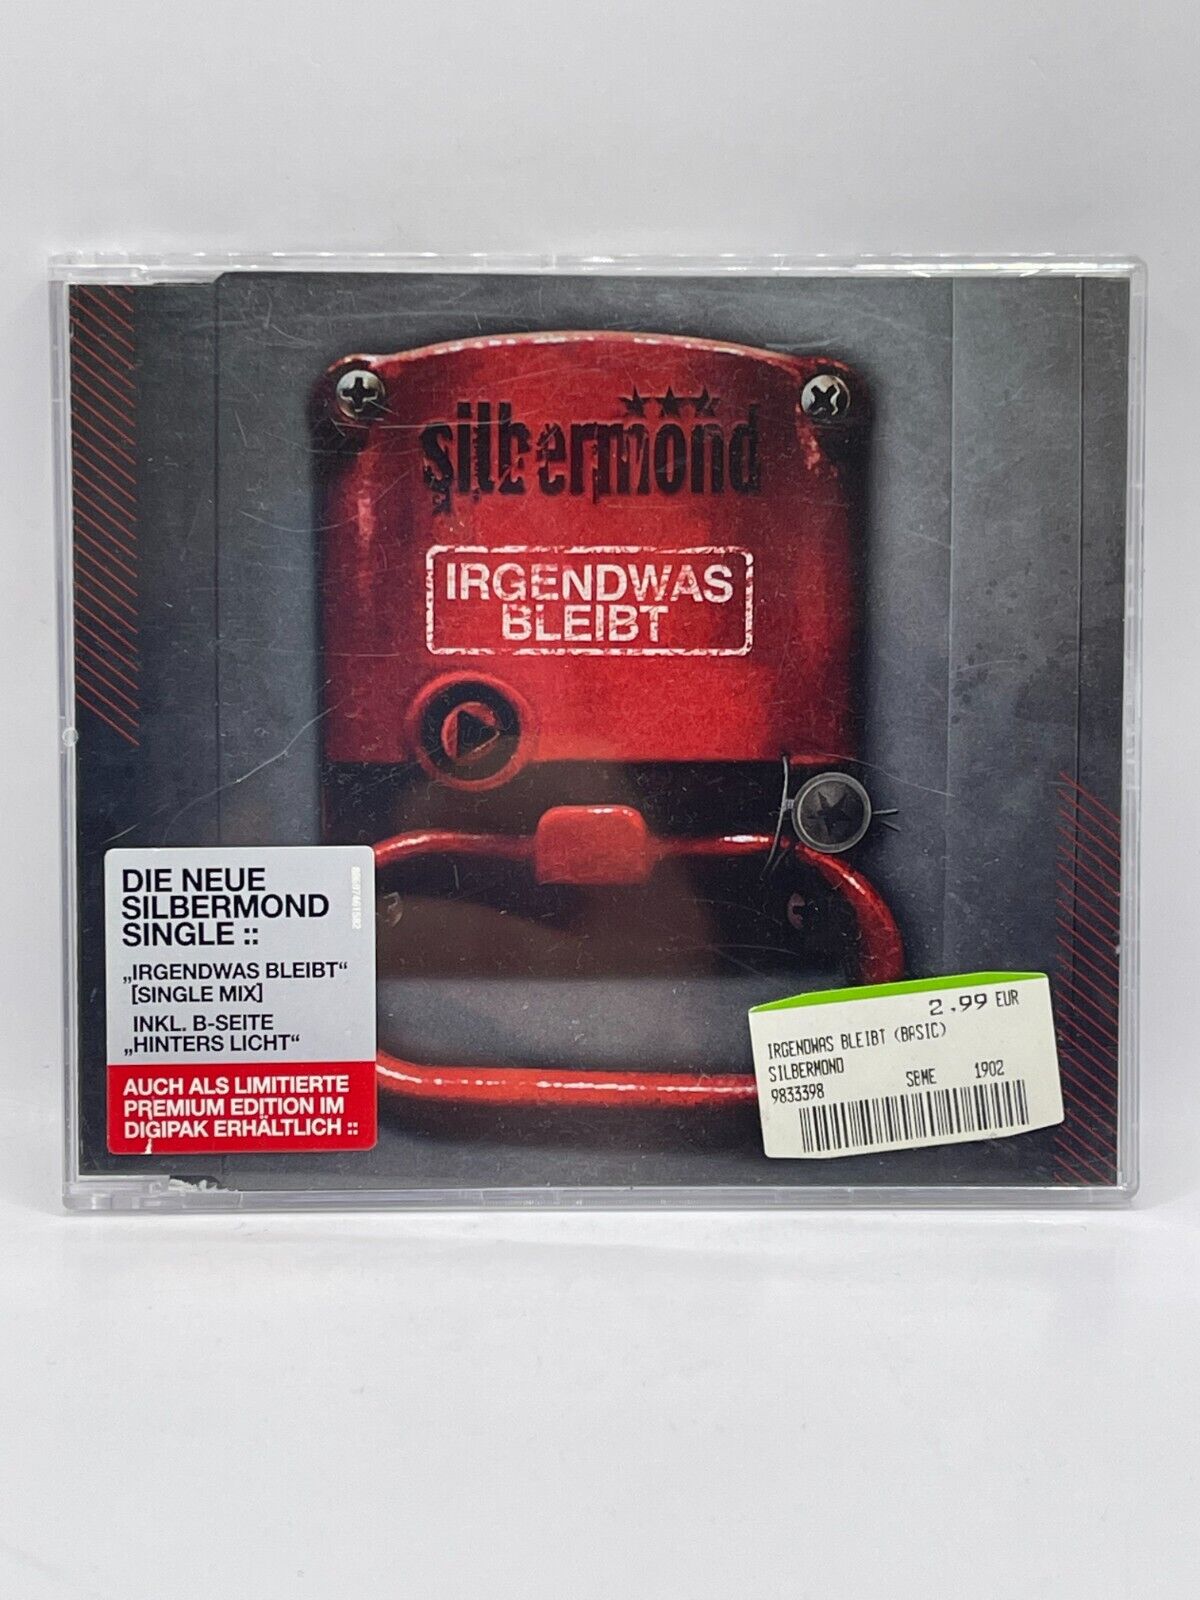 silbermond
IRGENDWAS
BLEIBT
DIE NEUE
SILBERMOND
SINGLE ::
„IRGENDWAS BLEIBT“
[SINGLE MIX]
INKL. B-SEITE
„HINTERS LICHT“
AUCH ALS LIMITIERTE
PREMIUM EDITION IM
DIGIPAK ERHÄLTLICH ::
2.99 EUR
IRGENDWAS BLEIBT (BASIC)
SILBERMOND
9833398 SBME 1902